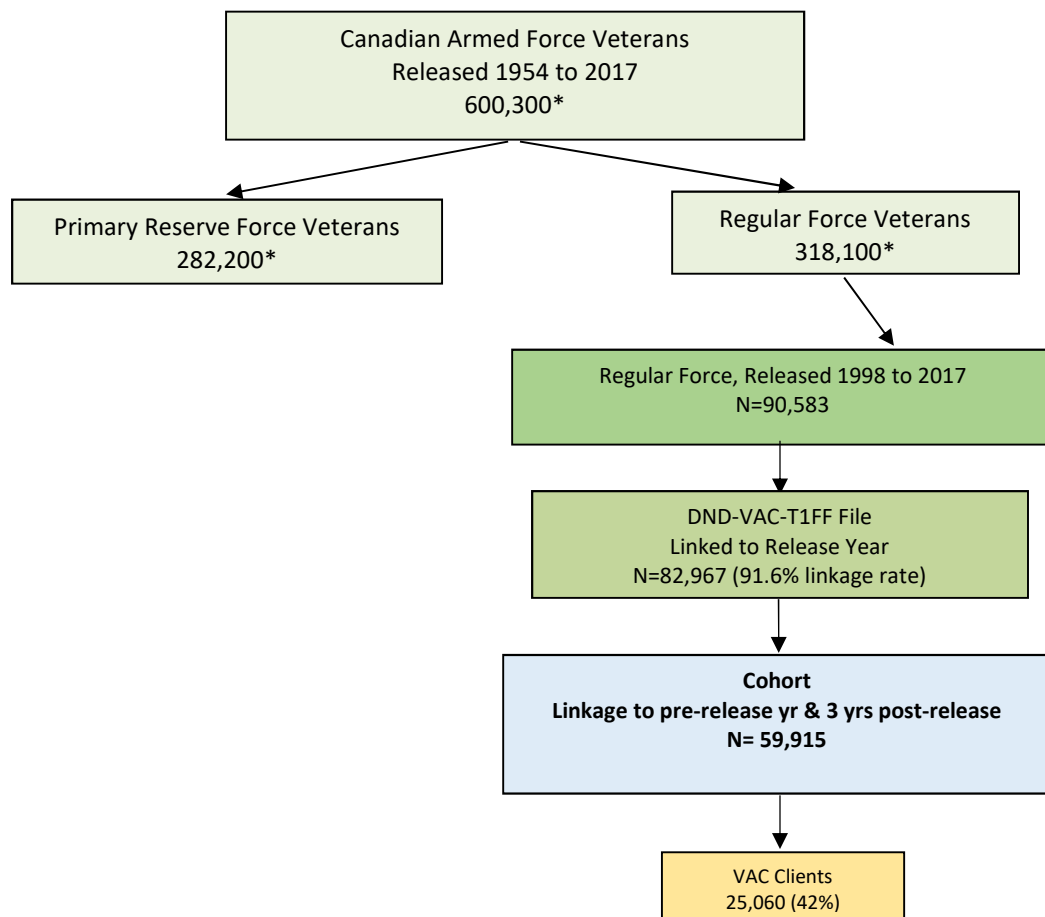 Canadian Armed Force Veterans
Released 1954 to 2017
600,300*
Primary Reserve Force Veterans
282,200*
Regular Force Veterans
318,100*
Regular Force, Released 1998 to 2017
N=90,583
DND-VAC-T1FF File
Linked to Release Year
N=82,967 (91.6% linkage rate)
Cohort
Linkage to pre-release yr & 3 yrs post-release
N= 59,915
VAC Clients
25,060 (42%)